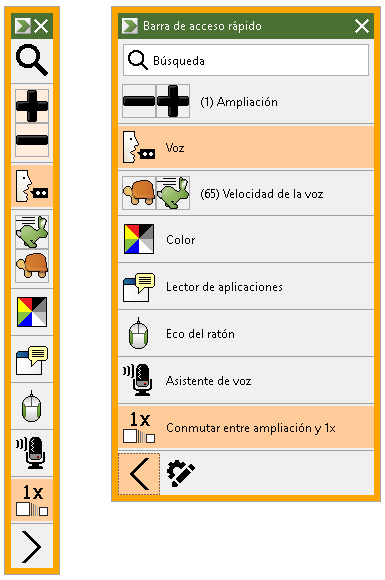 1x
Barra de acceso rápido
Búsqueda
(1) Ampliación
Voz
(65) Velocidad de la voz
Color
Lector de aplicaciones
Eco del ratón
Asistente de voz
1x
Conmutar entre ampliación y 1x